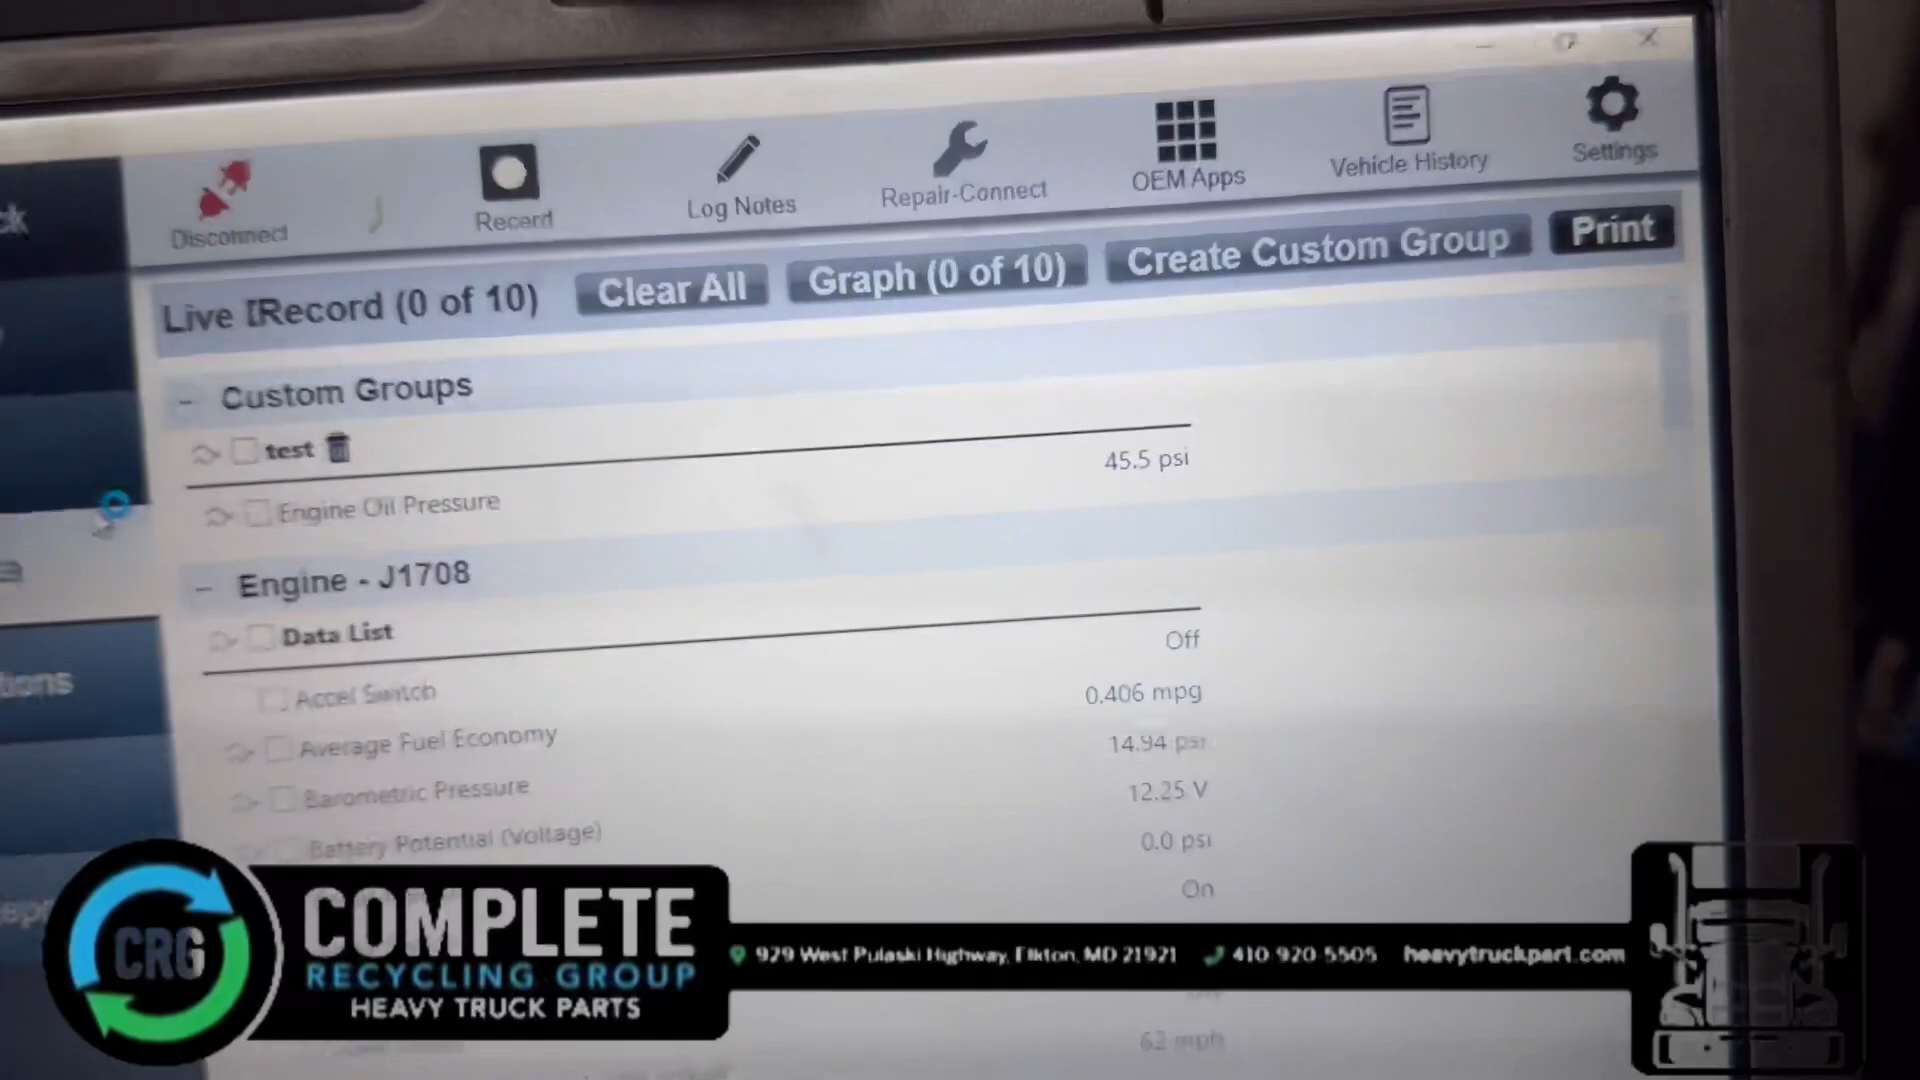 Disconnect
Record
Log Notes
Repair-Connect
OEM Apps
Vehicle History
Settings
Live [Record (0 of 10)
Clear All
Graph (0 of 10)
Create Custom Group
Print
Custom Groups
test
Engine Oil Pressure 45.5 psi
Engine - J1708
Data List
Accel Switch Off
Average Fuel Economy 0.406 mpg
Barometric Pressure 14.94 psi
Battery Potential (Voltage) 12.25 V
0.0 psi
On
62 mph
tions
CRG
COMPLETE
RECYCLING GROUP
HEAVY TRUCK PARTS
929 West Pulaski Highway, Elkton, MD 21921
410 920 5505
heavytruckpart.com